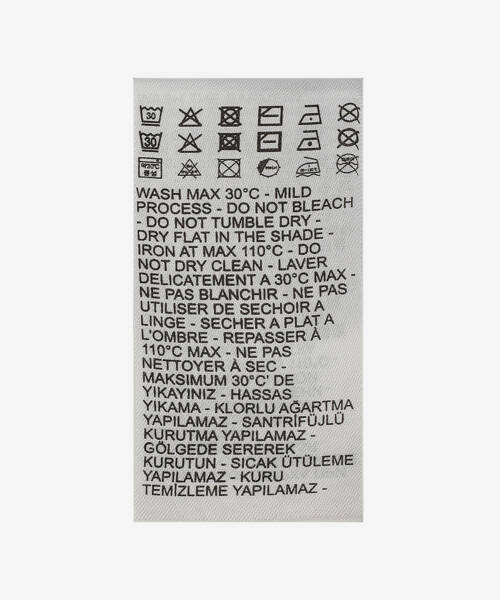 30
30
WASH MAX 30°C - MILD
PROCESS - DO NOT BLEACH
- DO NOT TUMBLE DRY -
DRY FLAT IN THE SHADE -
IRON AT MAX 110°C - DO
NOT DRY CLEAN - LAVER
DELICATEMENT A 30°C MAX -
NE PAS BLANCHIR - NE PAS
UTILISER DE SECHOIR A
LINGE - SECHER A PLAT A
L'OMBRE - REPASSER À
110°C MAX - NE PAS
NETTOYER À SEC -
MAKSIMUM 30°C' DE
YIKAYINIZ - HASSAS
YIKAMA - KLORLU AĞARTMA
YAPILAMAZ - SANTRİFÜJLÜ
KURUTMA YAPILAMAZ -
GÖLGEDE SEREREK
KURUTUN - SICAK ÜTÜLEME
YAPILAMAZ - KURU
TEMİZLEME YAPILAMAZ -